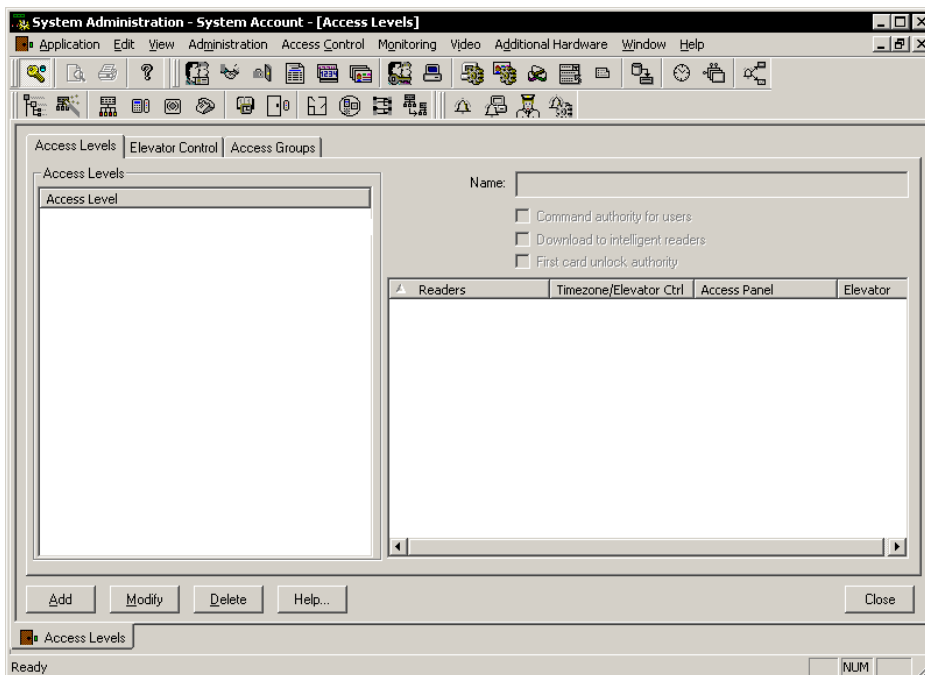 System Administration - System Account - [Access Levels]
Application Edit View Administration Access Control Monitoring Video Additional Hardware Window Help
Access Levels Elevator Control Access Groups
Access Levels
Access Level
Name:
Command authority for users
Download to intelligent readers
First card unlock authority
Readers Timezone/Elevator Ctrl Access Panel Elevator
Add Modify Delete Help... Close
Access Levels
Ready NUM